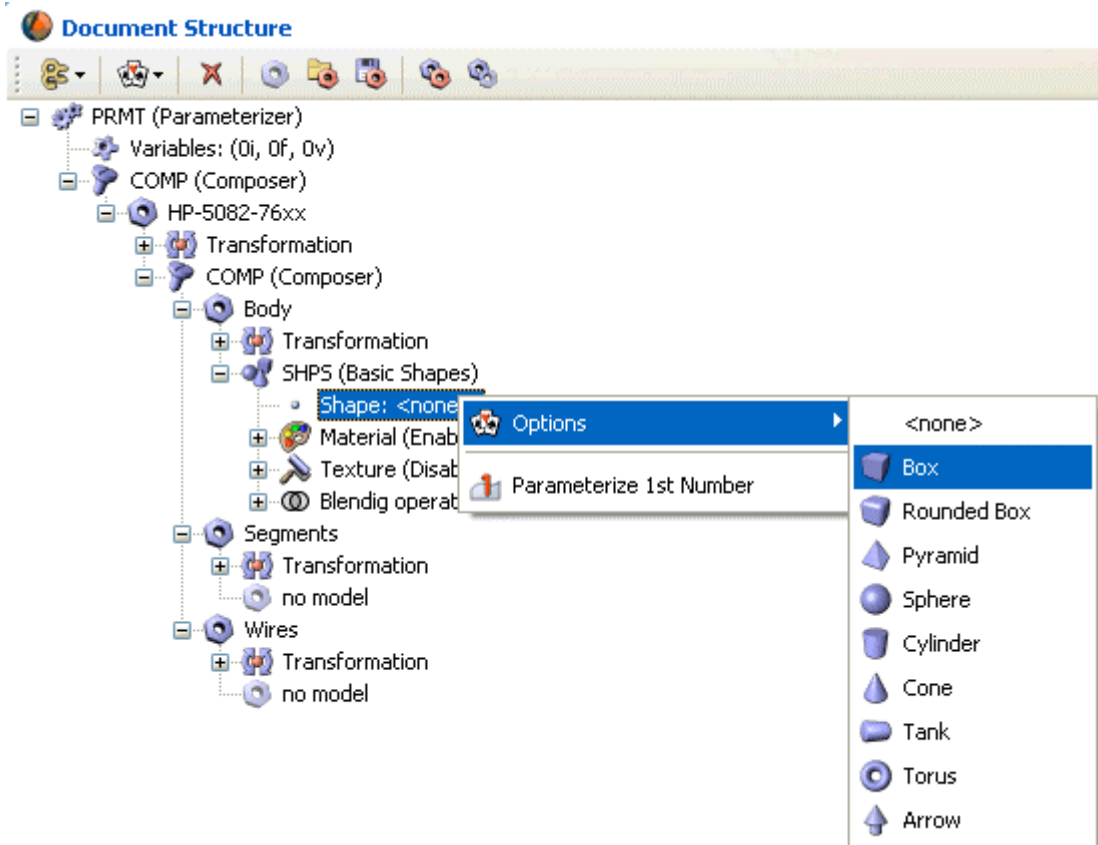 Document Structure
PRMT (Parameterizer)
Variables: (0i, 0f, 0v)
COMP (Composer)
HP-5082-76xx
Transformation
COMP (Composer)
Body
Transformation
SHPS (Basic Shapes)
Shape: <none
Material (Enab
Texture (Disat
Blendig operat
Segments
Transformation
no model
Wires
Transformation
no model
Options
Parameterize 1st Number
<none>
Box
Rounded Box
Pyramid
Sphere
Cylinder
Cone
Tank
Torus
Arrow